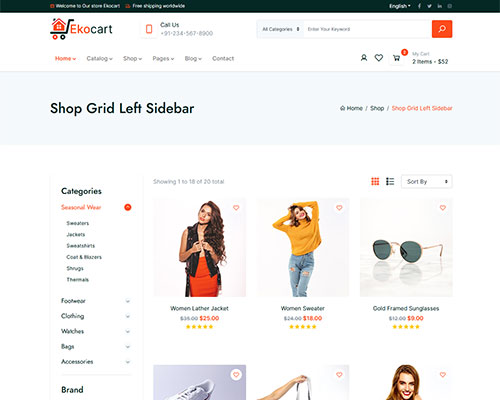 Welcome to Our store Ekocart
Free shipping worldwide
English
Ekocart
Call Us
+91-234-567-8900
All Categories
Enter Your Keyword
Home
Catalog
Shop
Pages
Blog
Contact
3
My Cart
2 Items - $52
Shop Grid Left Sidebar
Home / Shop / Shop Grid Left Sidebar
Showing 1 to 18 of 20 total
Sort By
Categories
Seasonal Wear
Sweaters
Jackets
Sweatshirts
Coat & Blazers
Shrugs
Thermals
Footwear
Clothing
Watches
Bags
Accessories
Brand
Women Lather Jacket
$35.00 $25.00
Women Sweater
$24.00 $18.00
Gold Framed Sunglasses
$12.00 $9.00